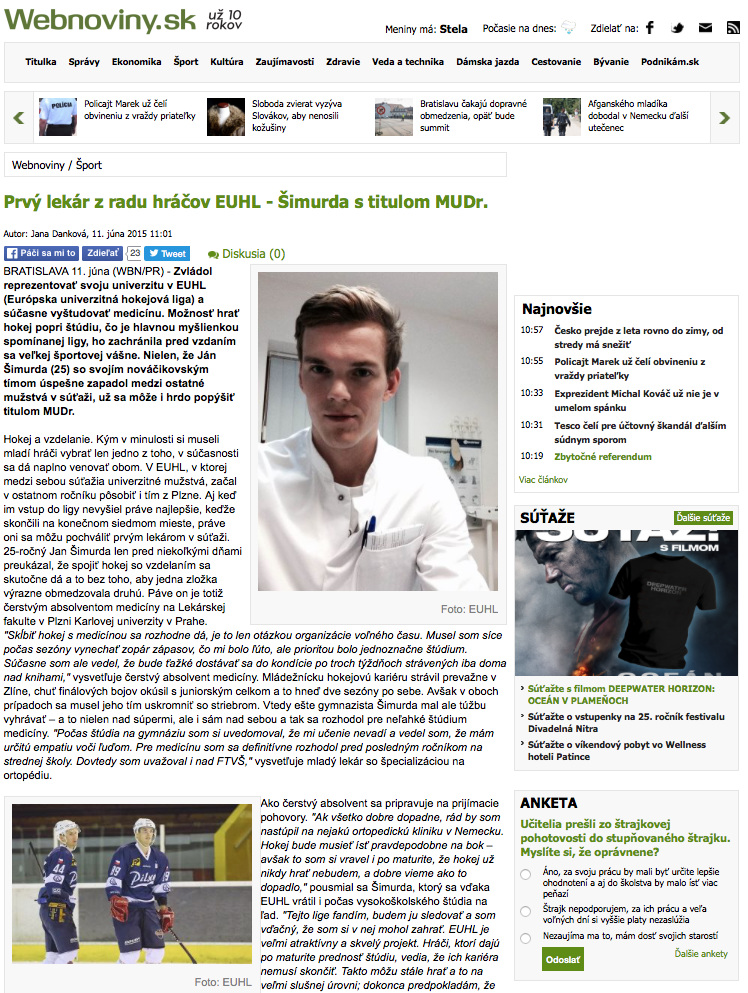 Webnoviny.sk už 10 rokov
Meniny má: Stela
Počasie na dnes:
Zdielať na:
Titulka Správy Ekonomika Šport Kultúra Zaujímavosti Zdravie Veda a technika Dámska jazda Cestovanie Bývanie Podnikám.sk
POLÍCIA
Policajt Marek už čelí
obvineniu z vraždy priateľky
Sloboda zvierat vyzýva
Slovákov, aby nenosili
kožušiny
Bratislavu čakajú dopravné
obmedzenia, opäť bude
summit
Afganského mladíka
dobodal v Nemecku ďalší
utečenec
Webnoviny / Šport
Prvý lekár z radu hráčov EUHL - Šimurda s titulom MUDr.
Autor: Jana Danková, 11. júna 2015 11:01
Páči sa mi to Zdieľať 23 Tweet Diskusia (0)
BRATISLAVA 11. júna (WBN/PR) - Zvládol
reprezentovať svoju univerzitu v EUHL
(Európska univerzitná hokejová liga) a
súčasne vyštudovať medicínu. Možnosť hrať
hokej popri štúdiu, čo je hlavnou myšlienkou
spomínanej ligy, ho zachránila pred vzdaním
sa veľkej športovej vášne. Nielen, že Ján
Šimurda (25) so svojím nováčikovským
tímom úspešne zapadol medzi ostatné
mužstvá v súťaži, už sa môže i hrdo popýšiť
titulom MUDr.
Hokej a vzdelanie. Kým v minulosti si museli
mladí hráči vybrať len jedno z toho, v súčasnosti
sa dá naplno venovať obom. V EUHL, v ktorej
medzi sebou súťažia univerzitné mužstvá, začal
v ostatnom ročníku pôsobiť i tím z Plzne. Aj keď
im vstup do ligy nevyšiel práve najlepšie, keďže
skončili na konečnom siedmom mieste, práve
oni sa môžu pochváliť prvým lekárom v súťaži.
25-ročný Jan Šimurda len pred niekoľkými dňami
preukázal, že spojiť hokej so vzdelaním sa
skutočne dá a to bez toho, aby jedna zložka
výrazne obmedzovala druhú. Páve on je totiž
čerstvým absolventom medicíny na Lekárskej
fakulte v Plzni Karlovej univerzity v Prahe.
Foto: EUHL
"Skĺbiť hokej s medicínou sa rozhodne dá, je to len otázkou organizácie voľného času. Musel som síce
počas sezóny vynechať zopár zápasov, čo mi bolo ľúto, ale prioritou bolo jednoznačne štúdium.
Súčasne som ale vedel, že bude ťažké dostávať sa do kondície po troch týždňoch strávených iba doma
nad knihami," vysvetľuje čerstvý absolvent medicíny. Mládežnícku hokejovú kariéru strávil prevažne v
Zlíne, chuť finálových bojov okúsil s juniorským celkom a to hneď dve sezóny po sebe. Avšak v oboch
prípadoch sa musel jeho tím uskromniť so striebrom. Vtedy ešte gymnazista Šimurda mal ale túžbu
vyhrávať – a to nielen nad súpermi, ale i sám nad sebou a tak sa rozhodol pre neľahké štúdium
medicíny. "Počas štúdia na gymnáziu som si uvedomoval, že mi učenie nevadí a vedel som, že mám
určitú empatiu voči ľuďom. Pre medicínu som sa definitívne rozhodol pred posledným ročníkom na
strednej školy. Dovtedy som uvažoval i nad FTVŠ," vysvetľuje mladý lekár so špecializáciou na
ortopédiu.
44 19 Pilsen
Foto: EUHL
Ako čerstvý absolvent sa pripravuje na prijímacie
pohovory. "Ak všetko dobre dopadne, rád by som
nastúpil na nejakú ortopedickú kliniku v Nemecku.
Hokej bude musieť ísť pravdepodobne na bok –
avšak to som si vravel i po maturite, že hokej už
nikdy hrať nebudem, a dobre vieme ako to
dopadlo," pousmial sa Šimurda, ktorý sa vďaka
EUHL vrátil i počas vysokoškolského štúdia na
ľad. "Tejto lige fandím, budem ju sledovať a som
vďačný, že som si v nej mohol zahrať. EUHL je
veľmi atraktívny a skvelý projekt. Hráči, ktorí dajú
po maturite prednosť štúdiu, vedia, že ich kariéra
nemusí skončiť. Takto môžu stále hrať a to na
veľmi slušnej úrovni; dokonca predpokladám, že
Najnovšie
10:57 Česko prejde z leta rovno do zimy, od
stredy má snežiť
10:55 Policajt Marek už čelí obvineniu z
vraždy priateľky
10:33 Exprezident Michal Kováč už nie je v
umelom spánku
10:31 Tesco čelí pre účtovný škandál ďalším
súdnym sporom
10:19 Zbytočné referendum
Viac článkov
SÚŤAŽE
Ďalšie súťaže
SÚŤAŽ!
S FILMOM
DEEPWATER
HORIZON
OCEÁN
Súťažte s filmom DEEPWATER HORIZON:
OCEÁN V PLAMEŇOCH
Súťažte o vstupenky na 25. ročník festivalu
Divadelná Nitra
Súťažte o víkendový pobyt vo Wellness
hoteli Patince
ANKETA
Učitelia prešli zo štrajkovej
pohotovosti do stupňovaného štrajku.
Myslíte si, že oprávnene?
Áno, za svoju prácu by mali byť určite lepšie
ohodnotení a aj do školstva by malo ísť viac
peňazí
Štrajk nepodporujem, za ich prácu a veľa
voľných dní si vyššie platy nezaslúžia
Nezaujíma ma to, mám dosť svojich starostí
Odoslať
Ďalšie ankety